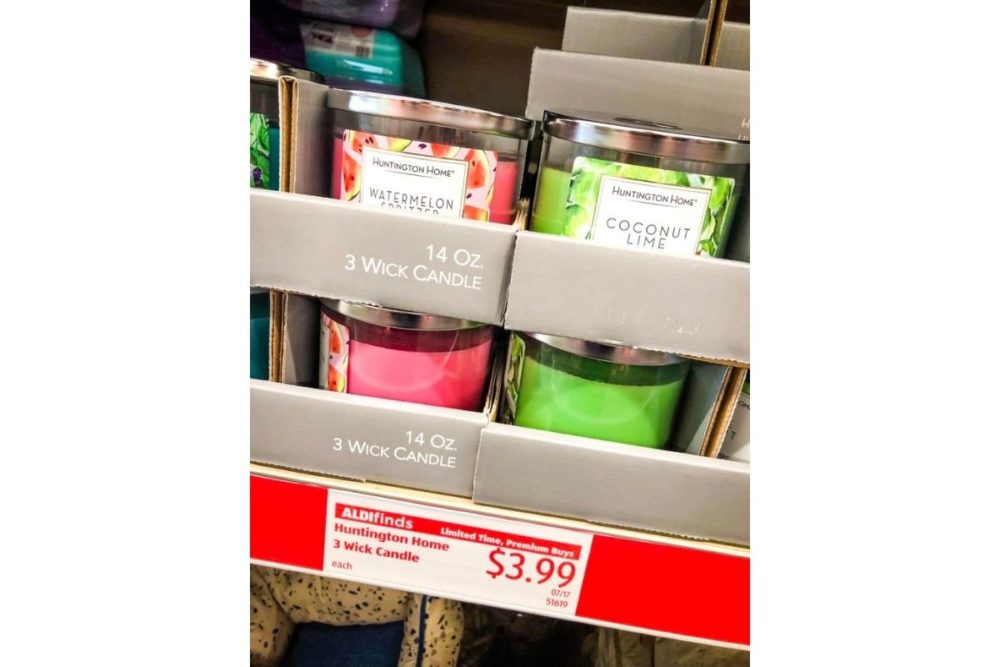 HUNTINGTON HOME®
WATERMELON
SPRITZER
HUNTINGTON HOME®
COCONUT
LIME
14 OZ.
3 WICK CANDLE
14 OZ.
3 WICK CANDLE
ALDIfinds
Limited Time, Premium Buys
Huntington Home
3 Wick Candle
each
$3.99
07/17
51619